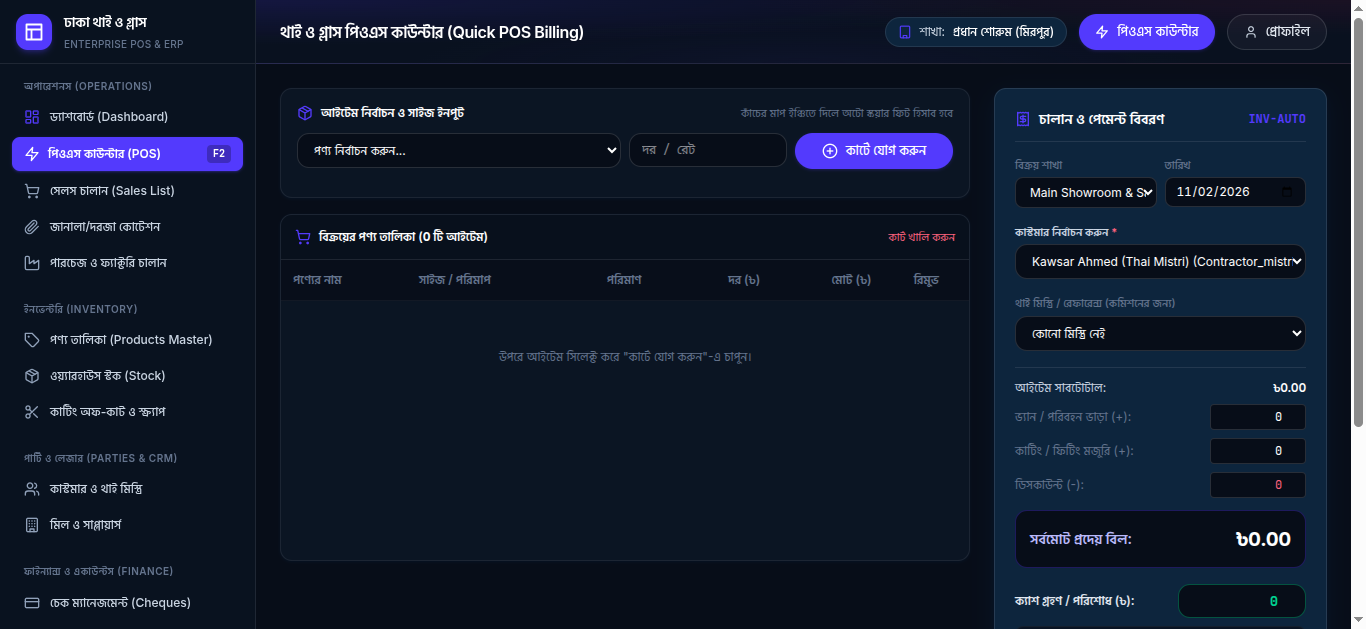 ঢাকা থাই ও গ্লাস
ENTERPRISE POS & ERP
অপারেশনস (OPERATIONS)
ড্যাশবোর্ড (Dashboard)
পিওএস কাউন্টার (POS) F2
সেলস চালান (Sales List)
জানালা/দরজা কোটেশন
পারচেজ ও ফ্যাক্টরি চালান
ইনভেন্টরি (INVENTORY)
পণ্য তালিকা (Products Master)
ওয়্যারহাউস স্টক (Stock)
কাটিং অফ-কাট ও স্ক্র্যাপ
পার্টি ও লেজার (PARTIES & CRM)
কাস্টমার ও থাই মিস্ত্রি
মিল ও সাপ্লায়ার্স
ফাইন্যান্স ও একাউন্টস (FINANCE)
চেক ম্যানেজমেন্ট (Cheques)
থাই ও গ্লাস পিওএস কাউন্টার (Quick POS Billing)
শাখা: প্রধান শোরুম (মিরপুর)
পিওএস কাউন্টার
প্রোফাইল
আইটেম নির্বাচন ও সাইজ ইনপুট
কাঁচের মাপ ইঞ্চিতে দিলে অটো স্কয়ার ফিট হিসাব হবে
পণ্য নির্বাচন করুন...
দর / রেট
কার্টে যোগ করুন
বিক্রয়ের পণ্য তালিকা (0 টি আইটেম)
কার্ট খালি করুন
পণ্যের নাম সাইজ / পরিমাপ পরিমাণ দর (৳) মোট (৳) রিমুভ
উপরে আইটেম সিলেক্ট করে "কার্টে যোগ করুন"-এ চাপুন।
চালান ও পেমেন্ট বিবরণ INV-AUTO
বিক্রয় শাখা তারিখ
Main Showroom & S 11/02/2026
কাস্টমার নির্বাচন করুন *
Kawsar Ahmed (Thai Mistri) (Contractor_mistr
থাই মিস্ত্রি / রেফারেন্স (কমিশনের জন্য)
কোনো মিস্ত্রি নেই
আইটেম সাবটোটাল: ৳0.00
ভ্যান / পরিবহন ভাড়া (+): 0
কাটিং / ফিটিং মজুরি (+): 0
ডিসকাউন্ট (-): 0
সর্বমোট প্রদেয় বিল: ৳0.00
ক্যাশ গ্রহণ / পরিশোধ (৳): 0